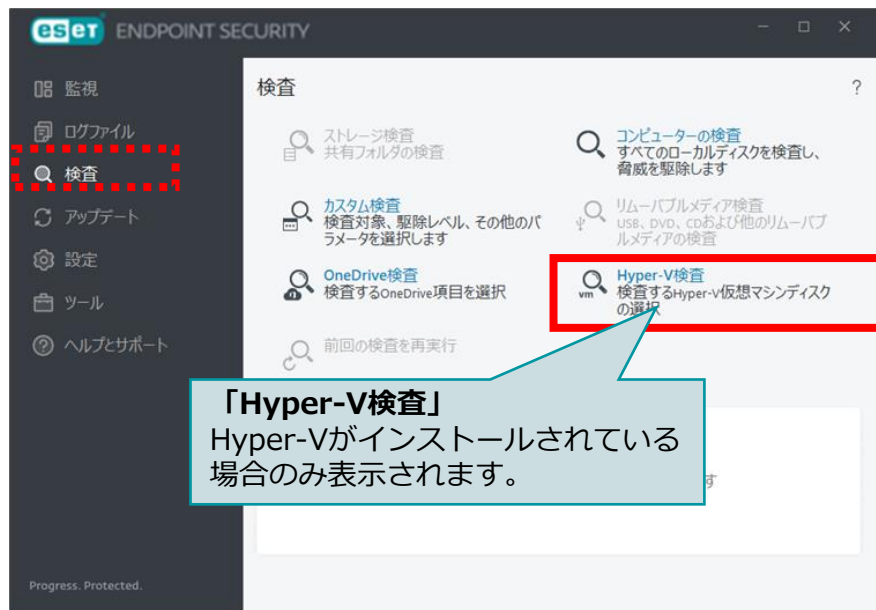 eset ENDPOINT SECURITY
監視
ログファイル
検査
アップデート
設定
ツール
ヘルプとサポート
Progress. Protected.
検査
?
ストレージ検査
共有フォルダの検査
コンピューターの検査
すべてのローカルディスクを検査し、
脅威を駆除します
カスタム検査
検査対象、駆除レベル、その他のパ
ラメータを選択します
リムーバブルメディア検査
USB、DVD、CDおよび他のリムーバブ
ルメディアの検査
OneDrive検査
検査するOneDrive項目を選択
vm
Hyper-V検査
検査するHyper-V仮想マシンディスク
の選択
前回の検査を再実行
「Hyper-V検査」
Hyper-Vがインストールされている
場合のみ表示されます。
す